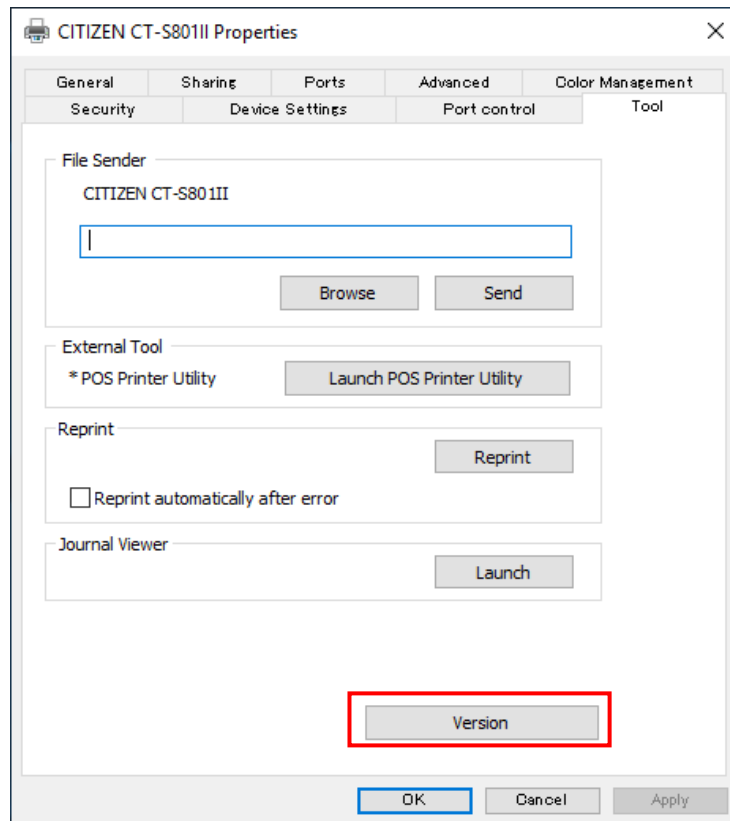 CITIZEN CT-S801II Properties
General Sharing Ports Advanced Color Management
Security Device Settings Port control Tool
File Sender
CITIZEN CT-S801II
Browse Send
External Tool
* POS Printer Utility Launch POS Printer Utility
Reprint
Reprint
Reprint automatically after error
Journal Viewer
Launch
Version
OK Cancel Apply